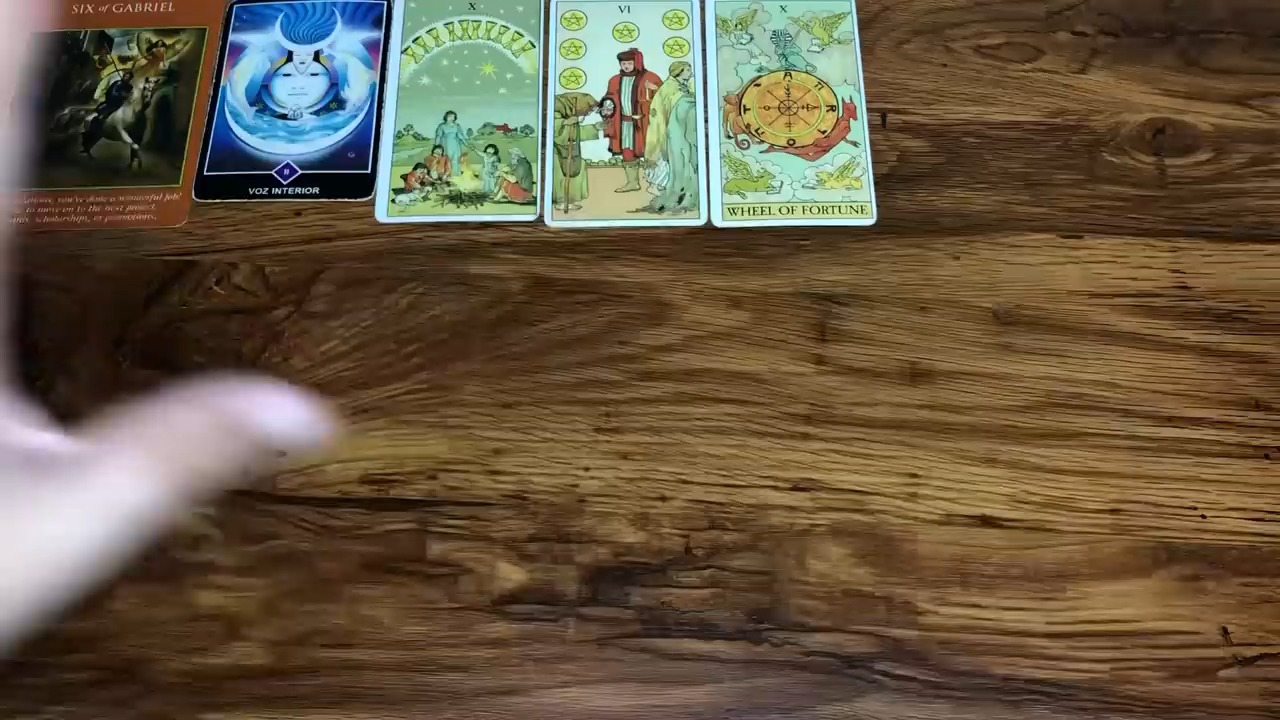 SIX of GABRIEL
you've done a wonderful job!
to move on to the next project.
scholarships, or promotions.
II
VOZ INTERIOR
X
VI
X
WHEEL OF FORTUNE